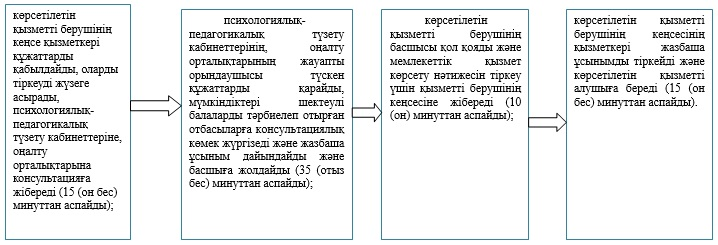 көрсетілетін
қызметті берушінің
кеңсе қызметкері
құжаттарды
қабылдайды, оларды
тіркеуді жүзеге
асырады,
психологиялық-
педагогикалық
түзету кабинеттеріне,
оңалту
орталықтарына
консультацияға
жібереді (15 (он бес)
минуттан аспайды);
психологиялық-
педагогикалық түзету
кабинеттерінің, оңалту
орталықтарының жауапты
орындаушысы түскен
құжаттарды қарайды,
мүмкіндіктері шектеулі
балаларды тәрбиелеп отырған
отбасыларға консультациялық
көмек жүргізеді және жазбаша
ұсыным дайындайды және
басшыға жолдайды (35 (отыз
бес) минуттан аспайды);
көрсетілетін
қызметті берушінің
басшысы қол қояды және
мемлекеттік қызмет
көрсету нәтижесін тіркеу
үшін қызметті берушінің
кеңсесіне жібереді (10
(он) минуттан аспайды);
көрсетілетін қызметті
берушінің кеңсесінің
қызметкері жазбаша
ұсынымды тіркейді және
көрсетілетін қызметті
алушыға береді (15 (он
бес) минуттан аспайды).